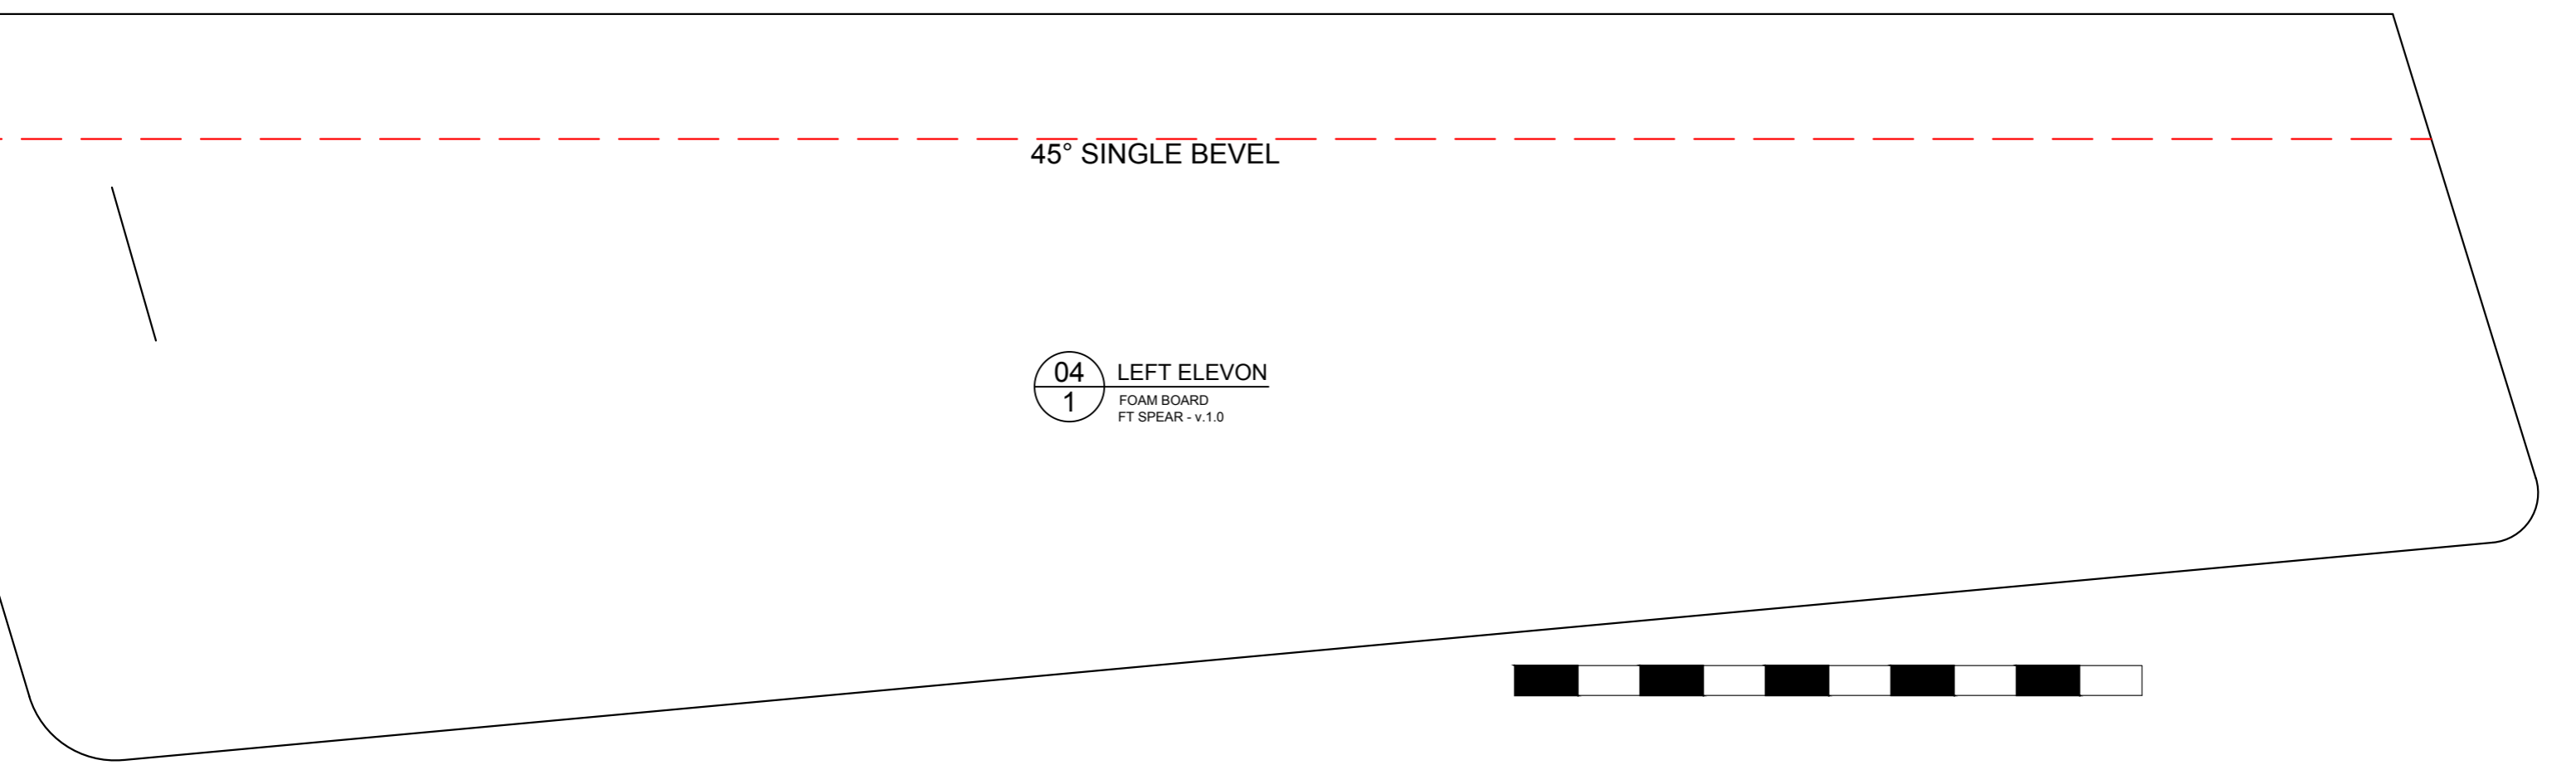 45° SINGLE BEVEL
04
1
LEFT ELEVON
FOAM BOARD
FT SPEAR - v.1.0